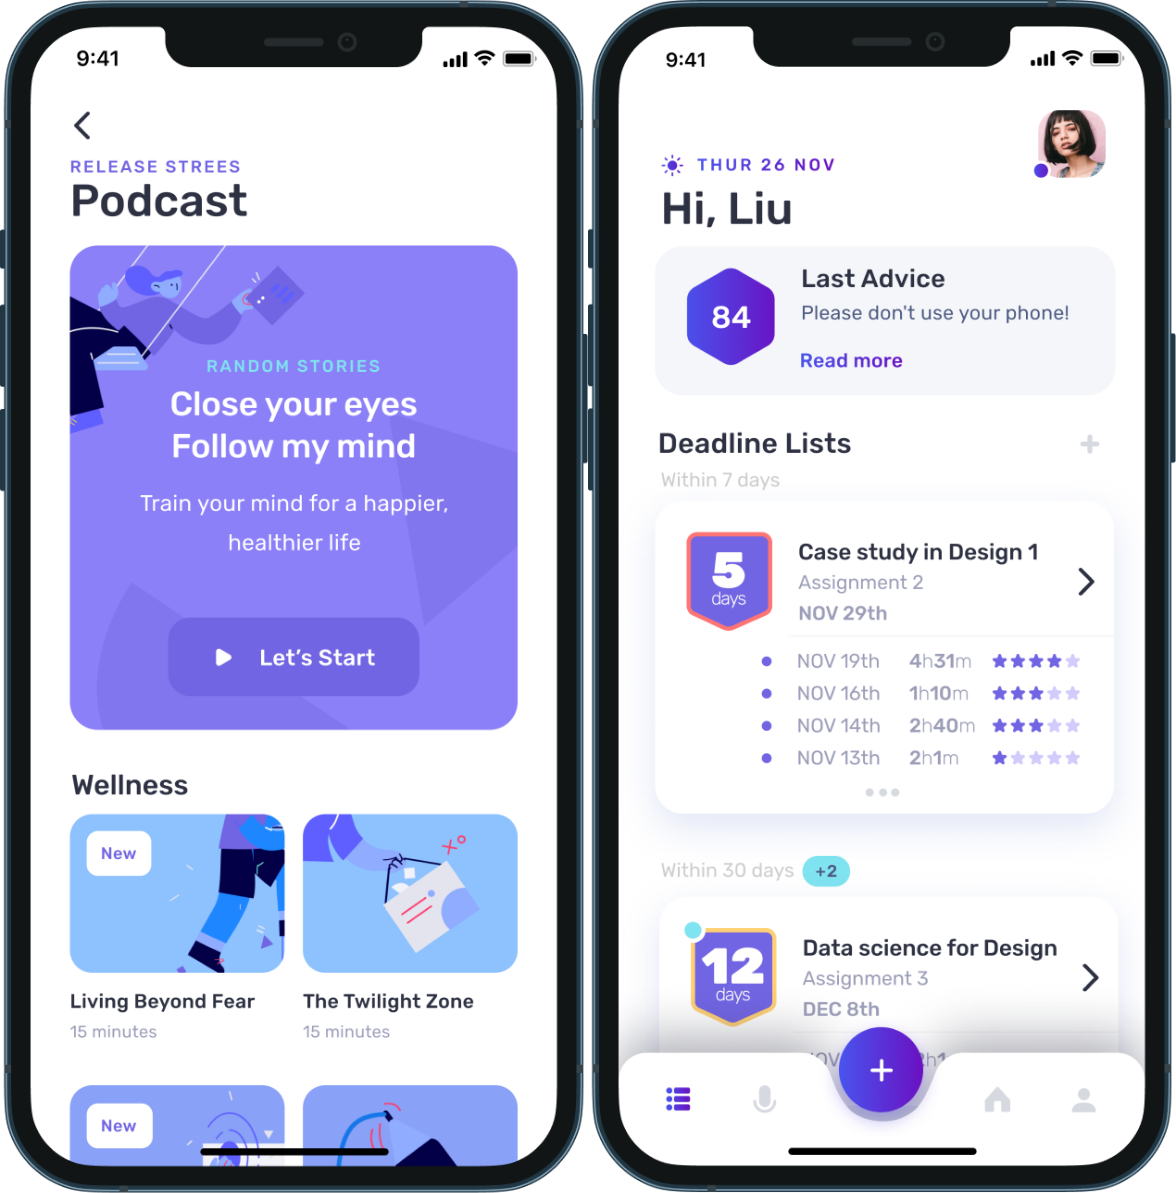 9:41
RELEASE STREES
Podcast
RANDOM STORIES
Close your eyes
Follow my mind
Train your mind for a happier,
healthier life
Let's Start
Wellness
New
Living Beyond Fear
15 minutes
The Twilight Zone
15 minutes
New
9:41
THUR 26 NOV
Hi, Liu
84
Last Advice
Please don't use your phone!
Read more
Deadline Lists
+
Within 7 days
5
days
Case study in Design 1
Assignment 2
NOV 29th
NOV 19th 4h31m
NOV 16th 1h10m
NOV 14th 2h40m
NOV 13th 2h1m
Within 30 days +2
12
days
Data science for Design
Assignment 3
DEC 8th
+